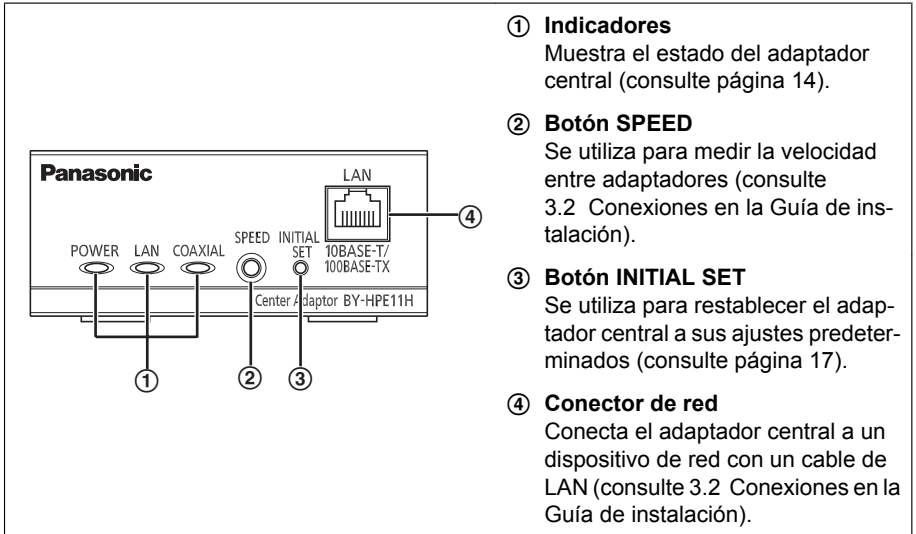 Panasonic
LAN
POWER LAN COAXIAL SPEED INITIAL
SET
10BASE-T/
100BASE-TX
Center Adaptor BY-HPE11H
④
① ② ③
① Indicadores
Muestra el estado del adaptador
central (consulte página 14).
② Botón SPEED
Se utiliza para medir la velocidad
entre adaptadores (consulte
3.2 Conexiones en la Guía de ins-
talación).
③ Botón INITIAL SET
Se utiliza para restablecer el adap-
tador central a sus ajustes predeter-
minados (consulte página 17).
④ Conector de red
Conecta el adaptador central a un
dispositivo de red con un cable de
LAN (consulte 3.2 Conexiones en la
Guía de instalación).